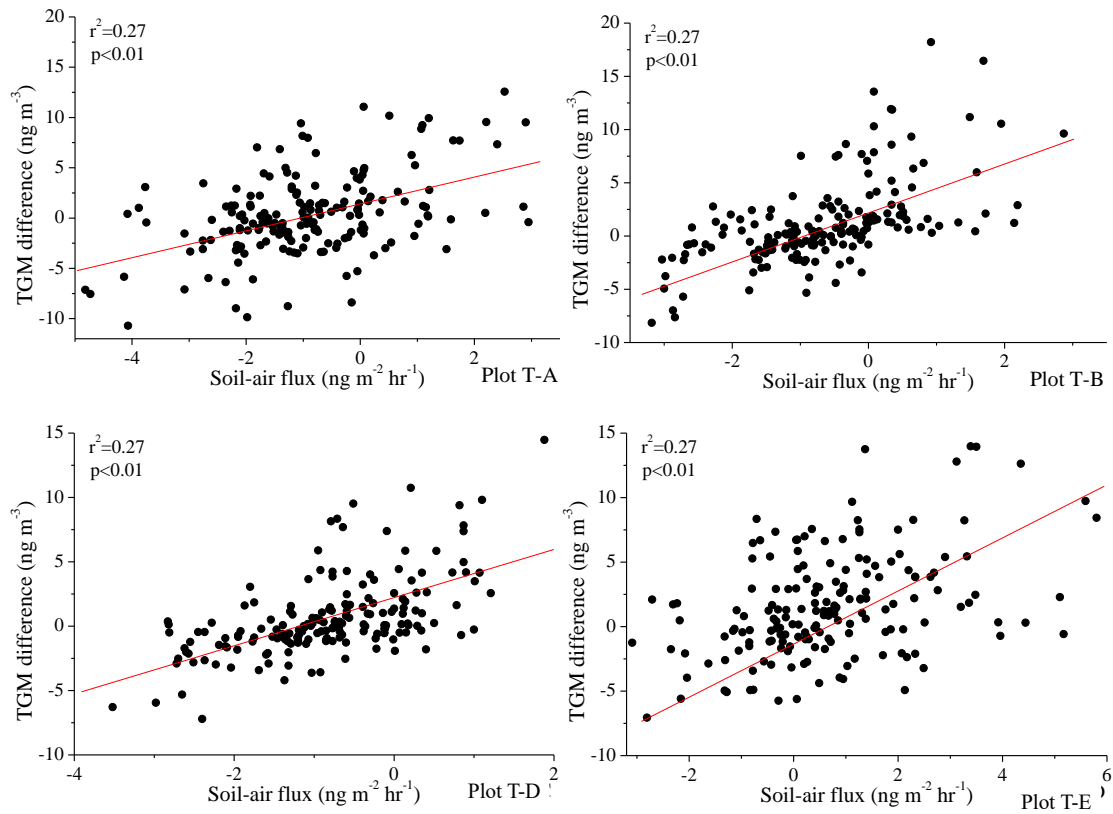 r²=0.27
p<0.01
TGM difference (ng m⁻³)
20
15
10
5
0
-5
-10
-4
-2
0
2
Soil-air flux (ng m⁻² hr⁻¹)
Plot T-A
r²=0.27
p<0.01
TGM difference (ng m⁻³)
20
15
10
5
0
-5
-10
-2
0
2
Soil-air flux (ng m⁻² hr⁻¹)
Plot T-B
r²=0.27
p<0.01
TGM difference (ng m⁻³)
15
10
5
0
-5
-10
-4
-2
0
2
Soil-air flux (ng m⁻² hr⁻¹)
Plot T-D
r²=0.27
p<0.01
TGM difference (ng m⁻³)
15
10
5
0
-5
-10
-2
0
2
4
6
Soil-air flux (ng m⁻² hr⁻¹)
Plot T-E